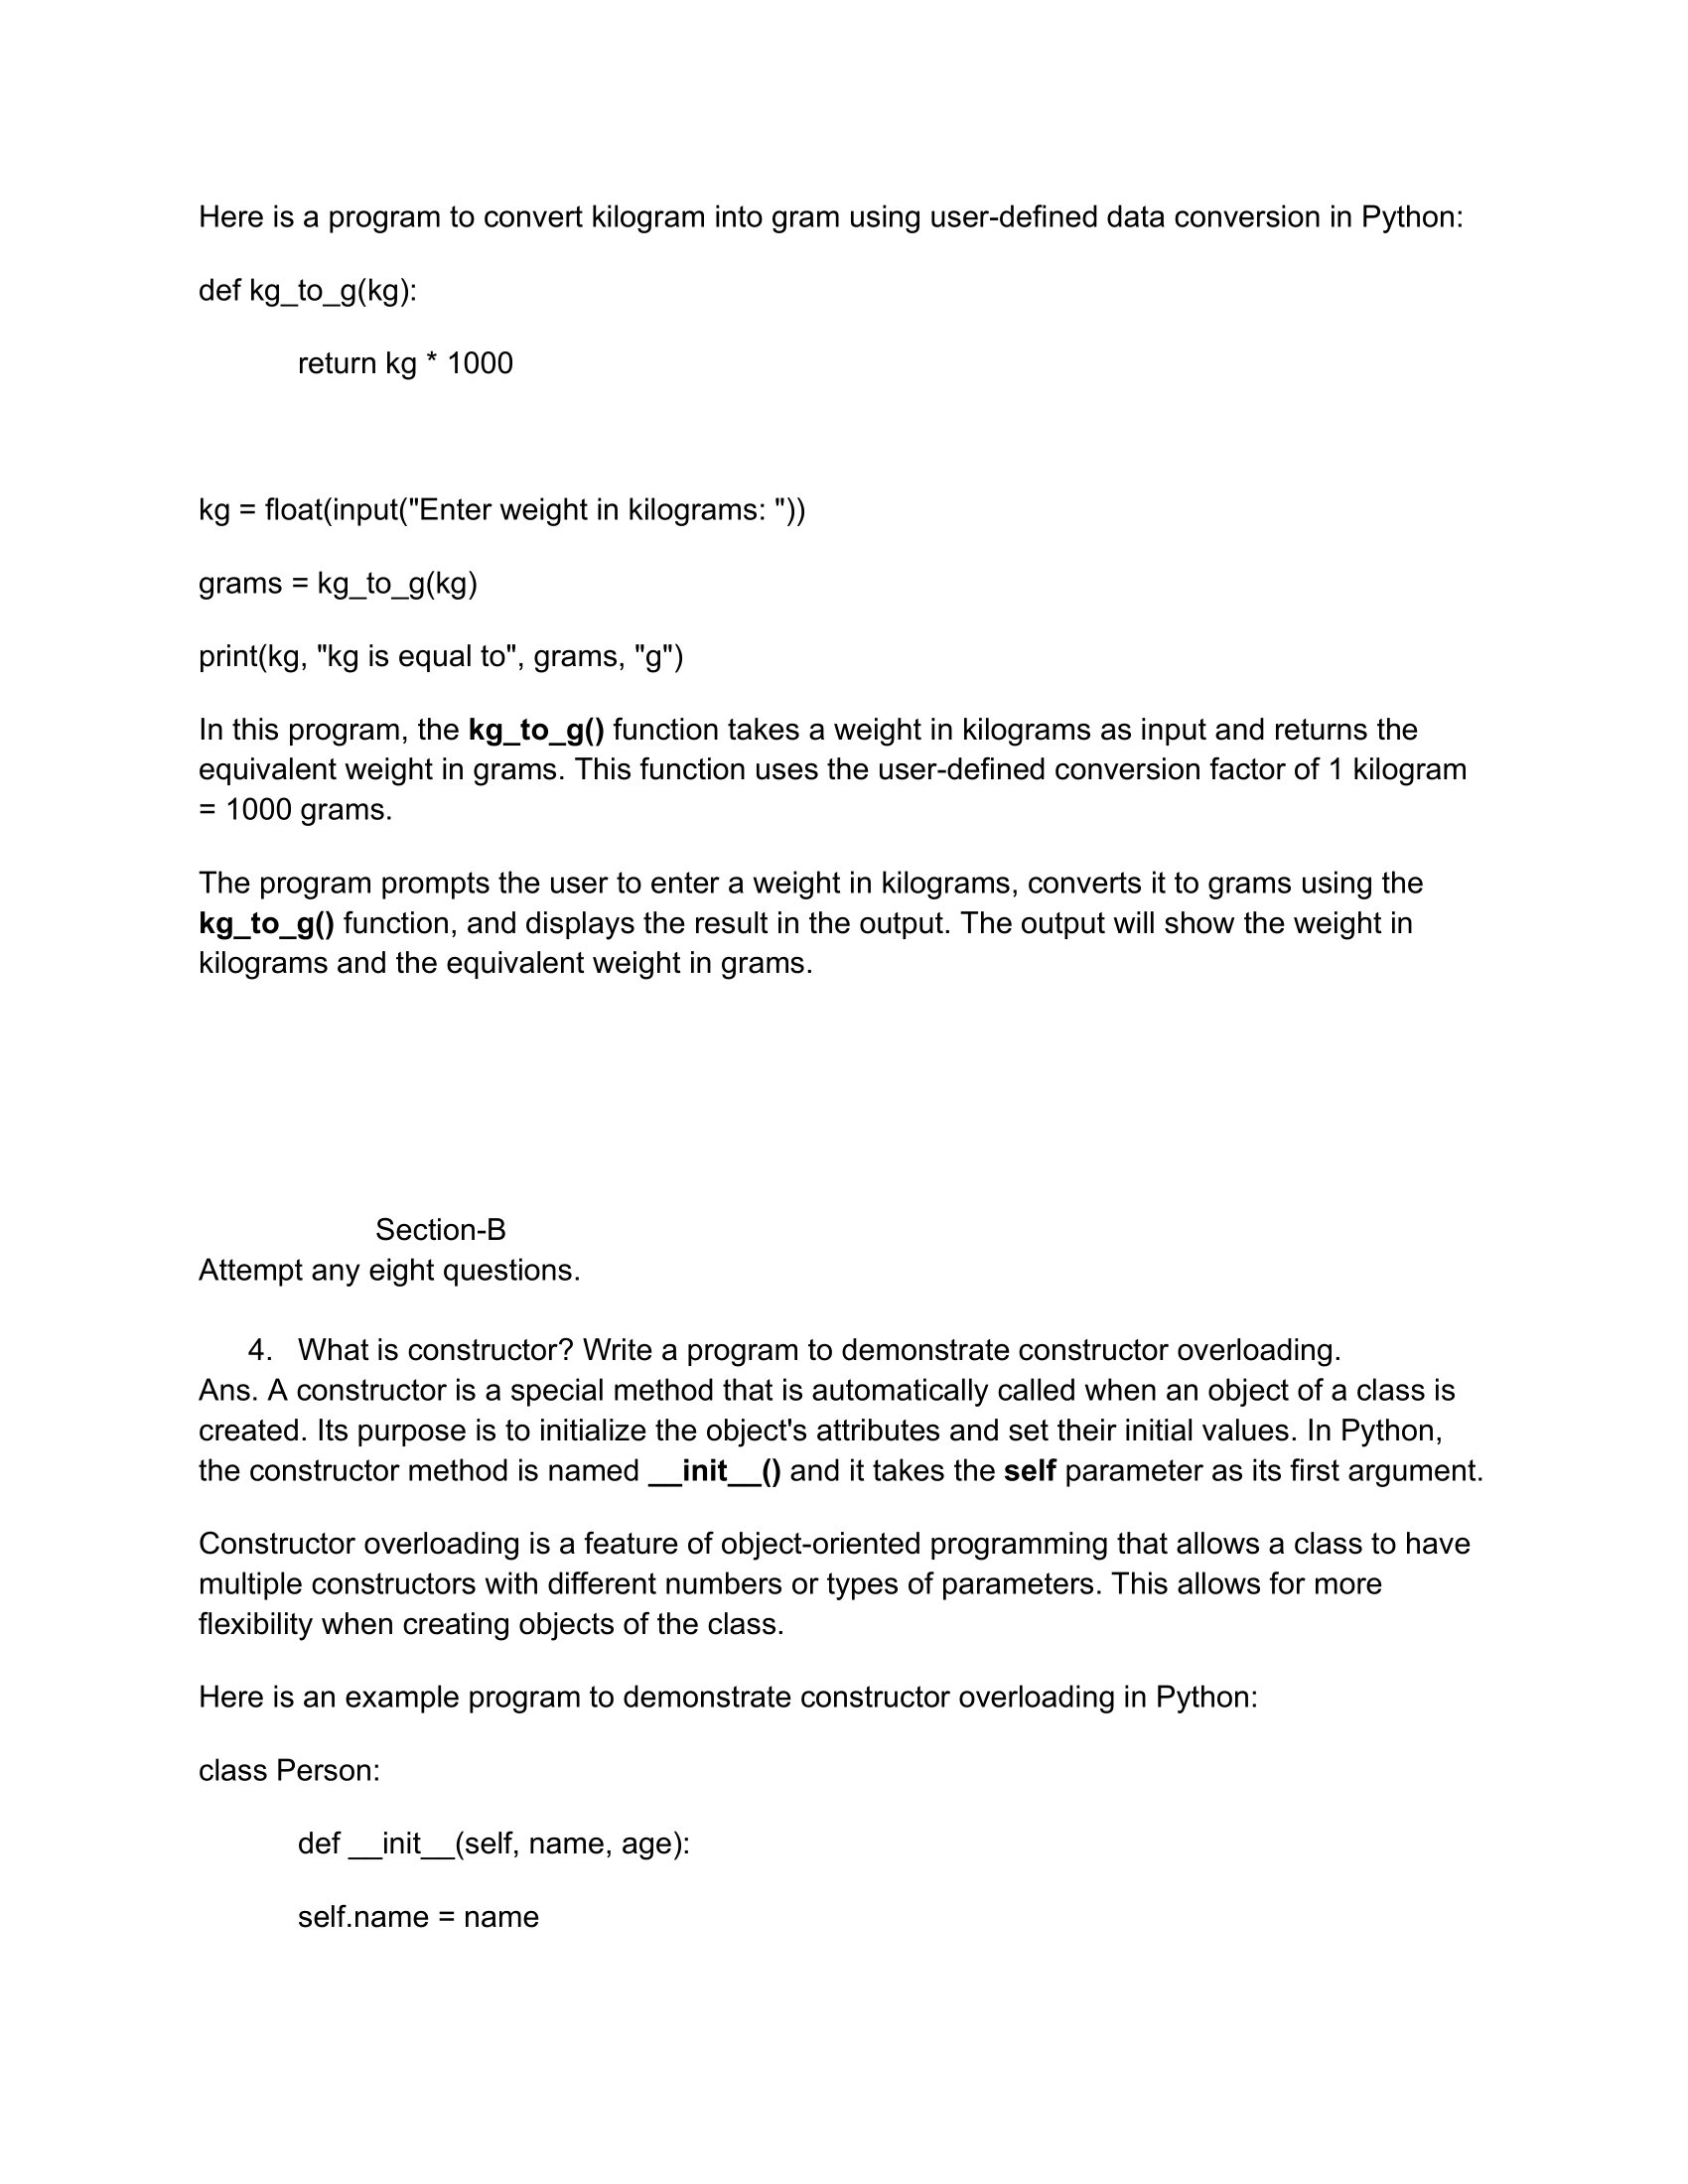 Here is a program to convert kilogram into gram using user-defined data conversion in Python:
def kg_to_g(kg):
return kg * 1000
kg = float(input("Enter weight in kilograms: "))
grams = kg_to_g(kg)
print(kg, "kg is equal to", grams, "g")
In this program, the kg_to_g() function takes a weight in kilograms as input and returns the
equivalent weight in grams. This function uses the user-defined conversion factor of 1 kilogram
= 1000 grams.
The program prompts the user to enter a weight in kilograms, converts it to grams using the
kg_to_g() function, and displays the result in the output. The output will show the weight in
kilograms and the equivalent weight in grams.
Section-B
Attempt any eight questions.
4. What is constructor? Write a program to demonstrate constructor overloading.
Ans. A constructor is a special method that is automatically called when an object of a class is
created. Its purpose is to initialize the object's attributes and set their initial values. In Python,
the constructor method is named __init__() and it takes the self parameter as its first argument.
Constructor overloading is a feature of object-oriented programming that allows a class to have
multiple constructors with different numbers or types of parameters. This allows for more
flexibility when creating objects of the class.
Here is an example program to demonstrate constructor overloading in Python:
class Person:
def __init__(self, name, age):
self.name = name